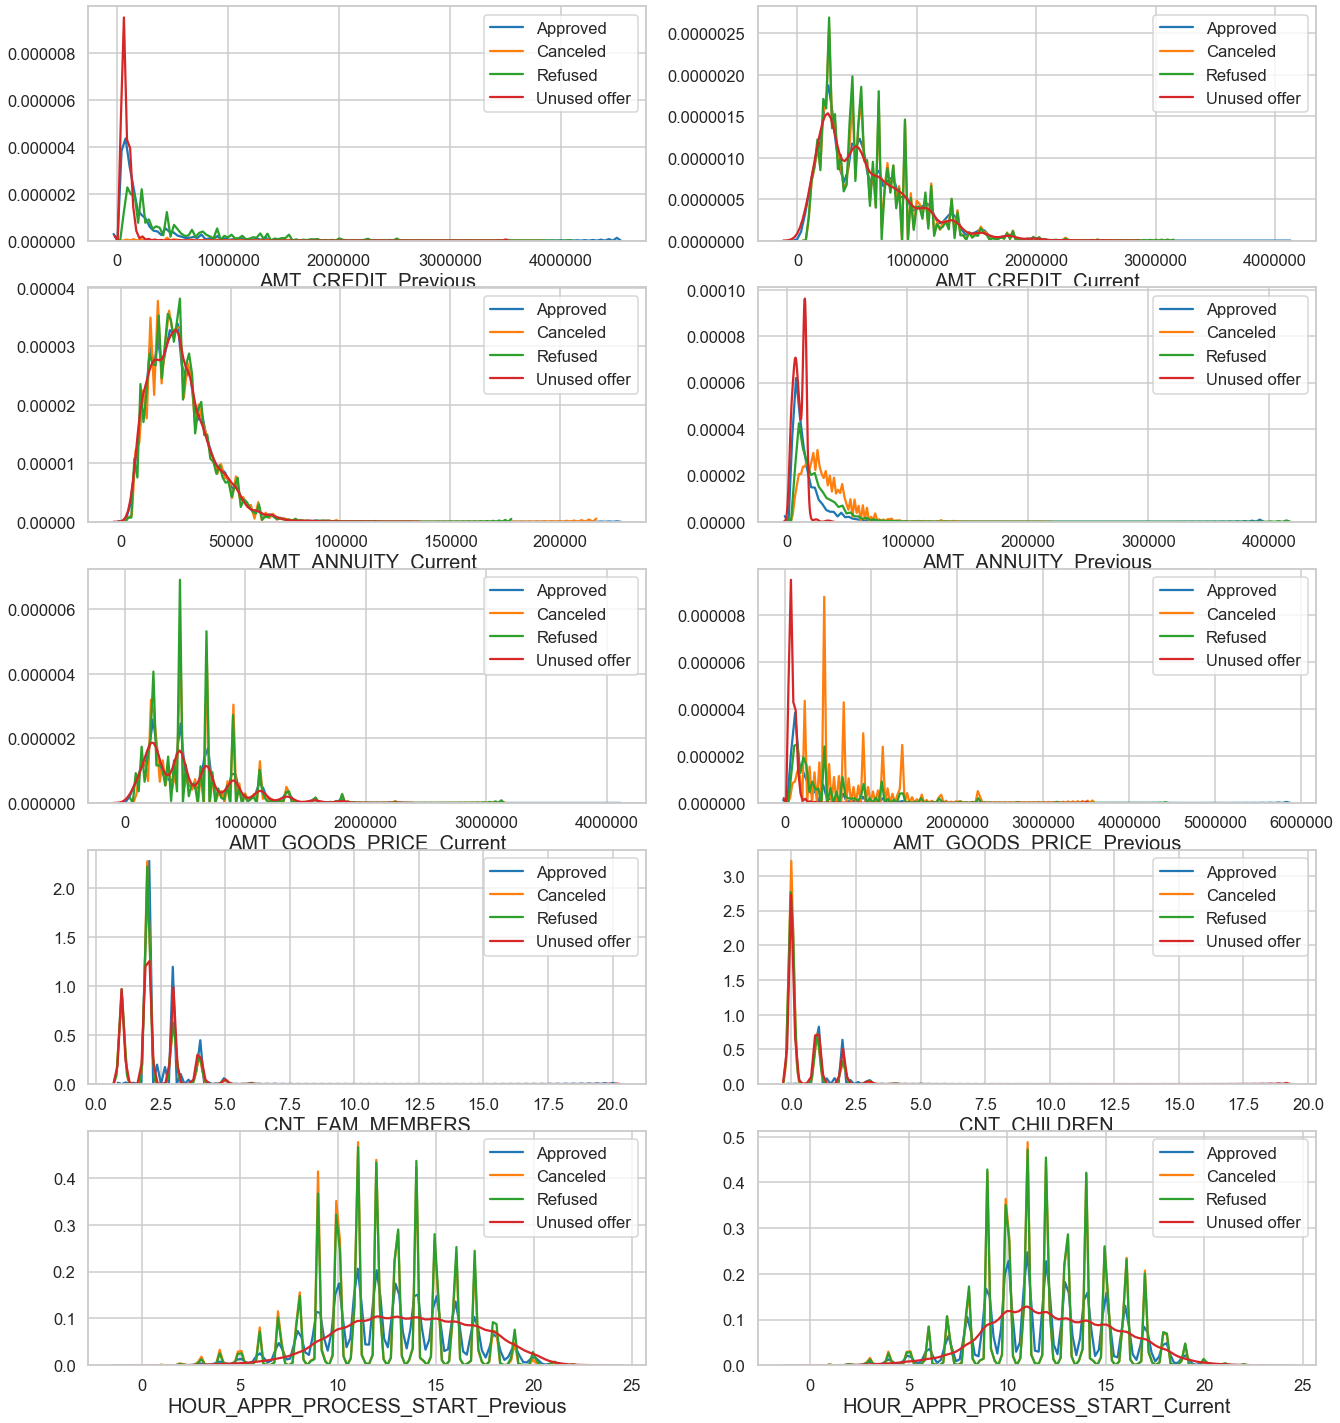 0.000008
0.000006
0.000004
0.000002
0.000000
0 1000000 2000000 3000000 4000000
AMT_CREDIT_Previous
Approved
Canceled
Refused
Unused offer
0.0000025
0.0000020
0.0000015
0.0000010
0.0000005
0.0000000
0 1000000 2000000 3000000 4000000
AMT_CREDIT_Current
Approved
Canceled
Refused
Unused offer
0.00004
0.00003
0.00002
0.00001
0.00000
0 50000 100000 150000 200000
AMT_ANNUITY_Current
Approved
Canceled
Refused
Unused offer
0.00010
0.00008
0.00006
0.00004
0.00002
0.00000
0 100000 200000 300000 400000
AMT_ANNUITY_Previous
Approved
Canceled
Refused
Unused offer
0.000006
0.000004
0.000002
0.000000
0 1000000 2000000 3000000 4000000
AMT_GOODS_PRICE_Current
Approved
Canceled
Refused
Unused offer
0.000008
0.000006
0.000004
0.000002
0.000000
0 1000000 2000000 3000000 4000000 5000000 6000000
AMT_GOODS_PRICE_Previous
Approved
Canceled
Refused
Unused offer
2.0
1.5
1.0
0.5
0.0
0.0 2.5 5.0 7.5 10.0 12.5 15.0 17.5 20.0
CNT_FAM_MEMBERS
Approved
Canceled
Refused
Unused offer
3.0
2.5
2.0
1.5
1.0
0.5
0.0
0.0 2.5 5.0 7.5 10.0 12.5 15.0 17.5 20.0
CNT_CHILDREN
Approved
Canceled
Refused
Unused offer
0.4
0.3
0.2
0.1
0.0
0 5 10 15 20 25
HOUR_APPR_PROCESS_START_Previous
Approved
Canceled
Refused
Unused offer
0.5
0.4
0.3
0.2
0.1
0.0
0 5 10 15 20 25
HOUR_APPR_PROCESS_START_Current
Approved
Canceled
Refused
Unused offer